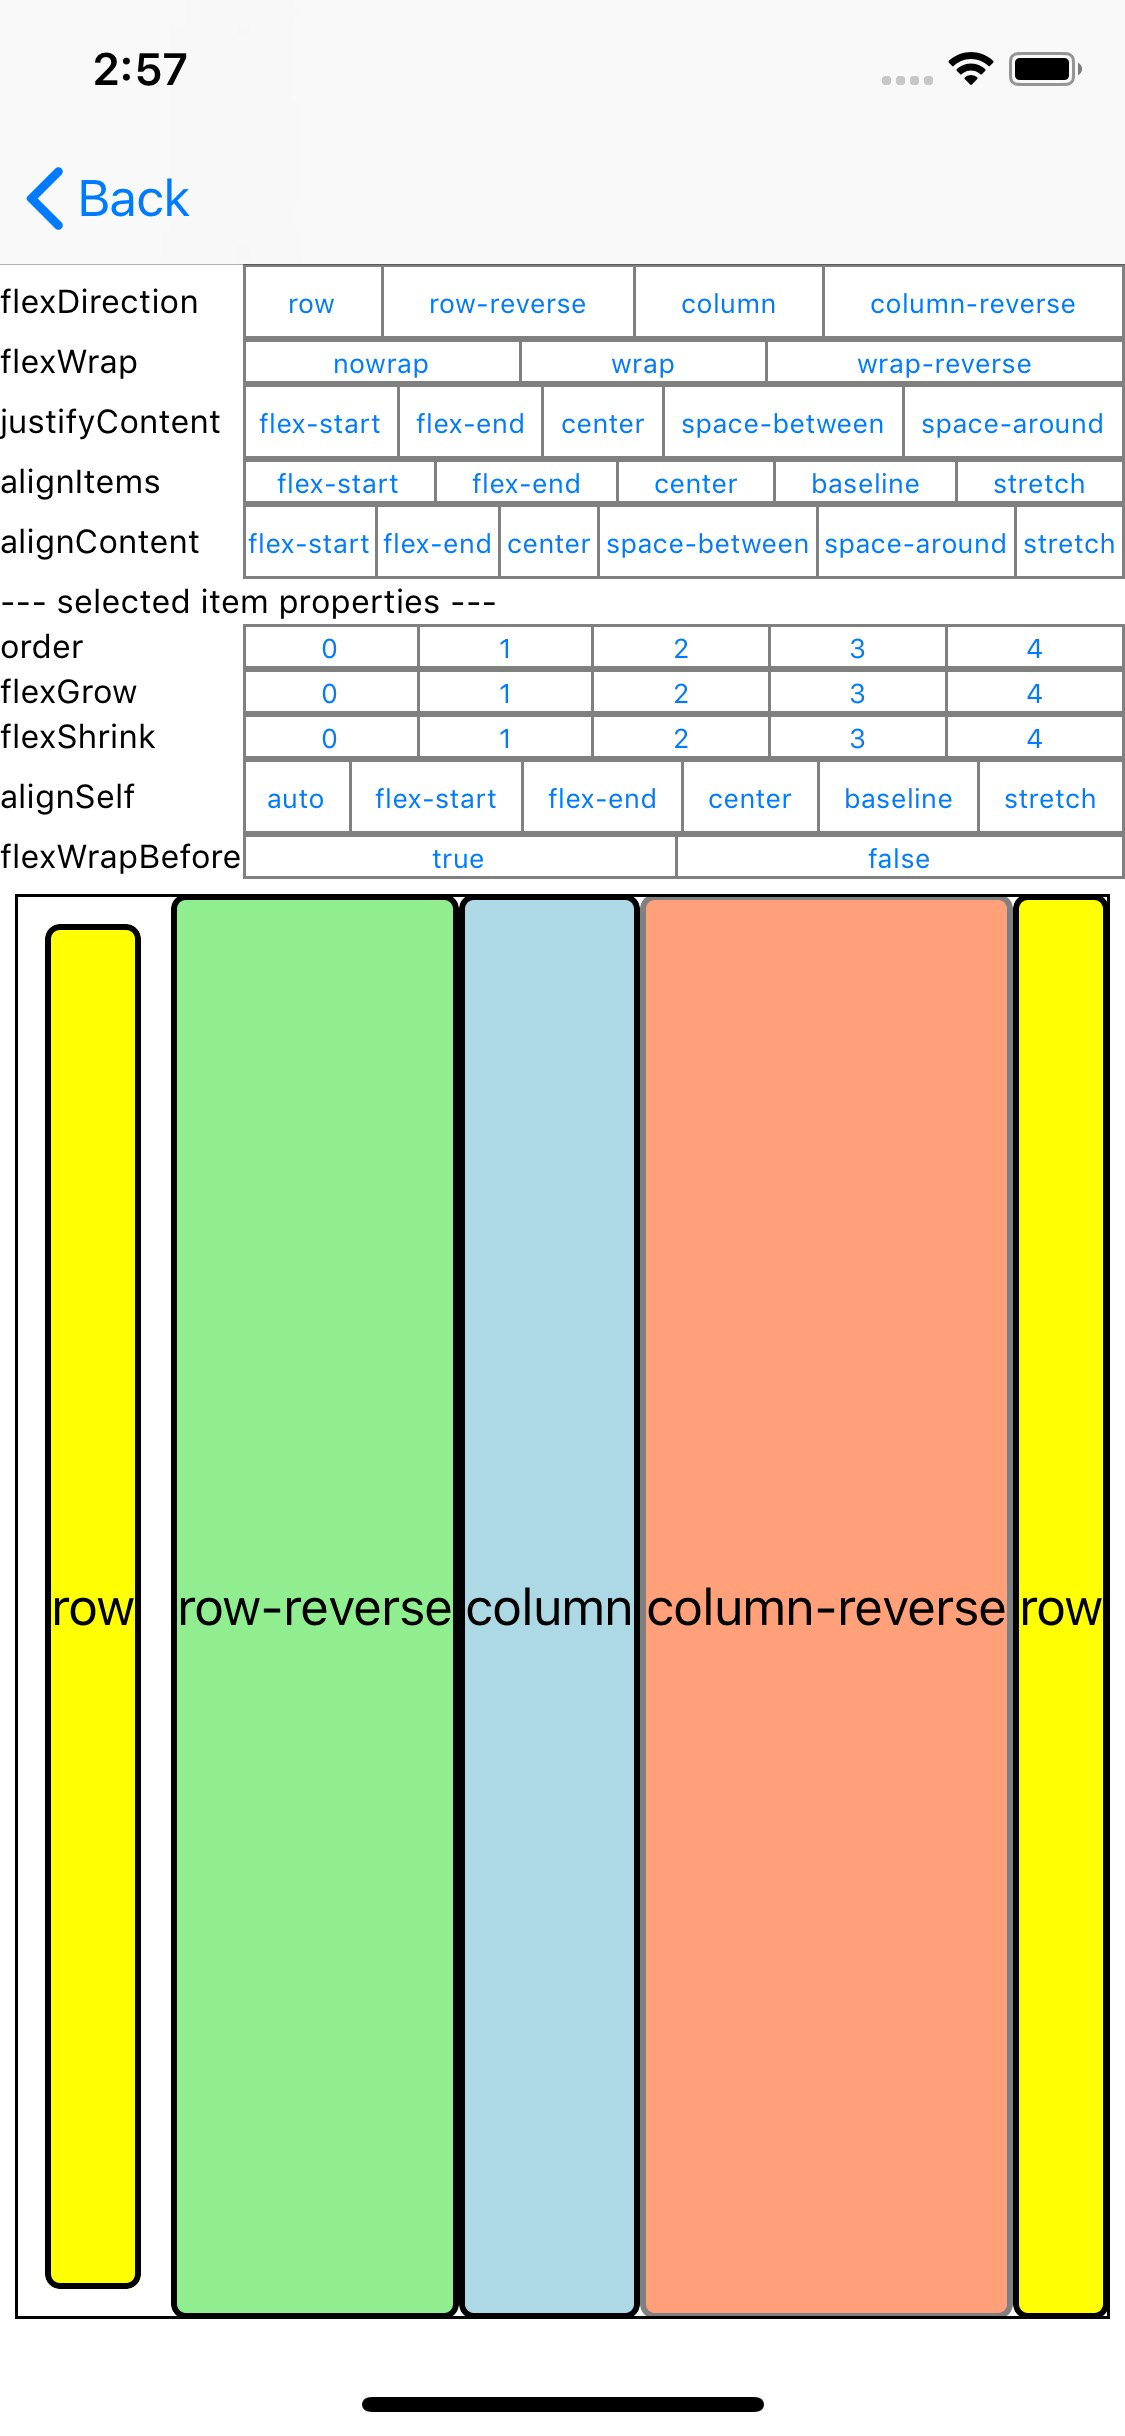 2:57
Back
flexDirection row row-reverse column column-reverse
flexWrap nowrap wrap wrap-reverse
justifyContent flex-start flex-end center space-between space-around
alignItems flex-start flex-end center baseline stretch
alignContent flex-start flex-end center space-between space-around stretch
--- selected item properties ---
order 0 1 2 3 4
flexGrow 0 1 2 3 4
flexShrink 0 1 2 3 4
alignSelf auto flex-start flex-end center baseline stretch
flexWrapBefore true false
row row-reverse column column-reverse row